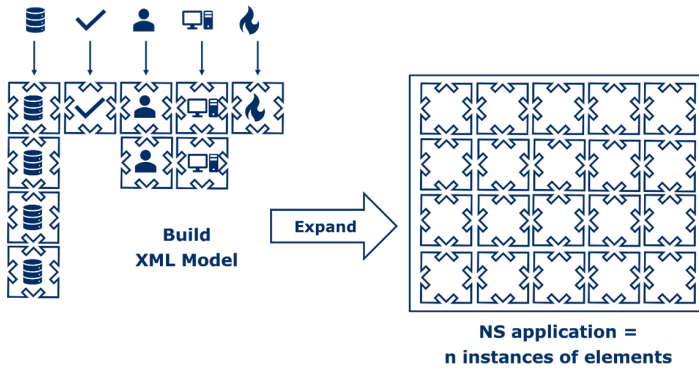 Build
XML Model
Expand
NS application =
n instances of elements